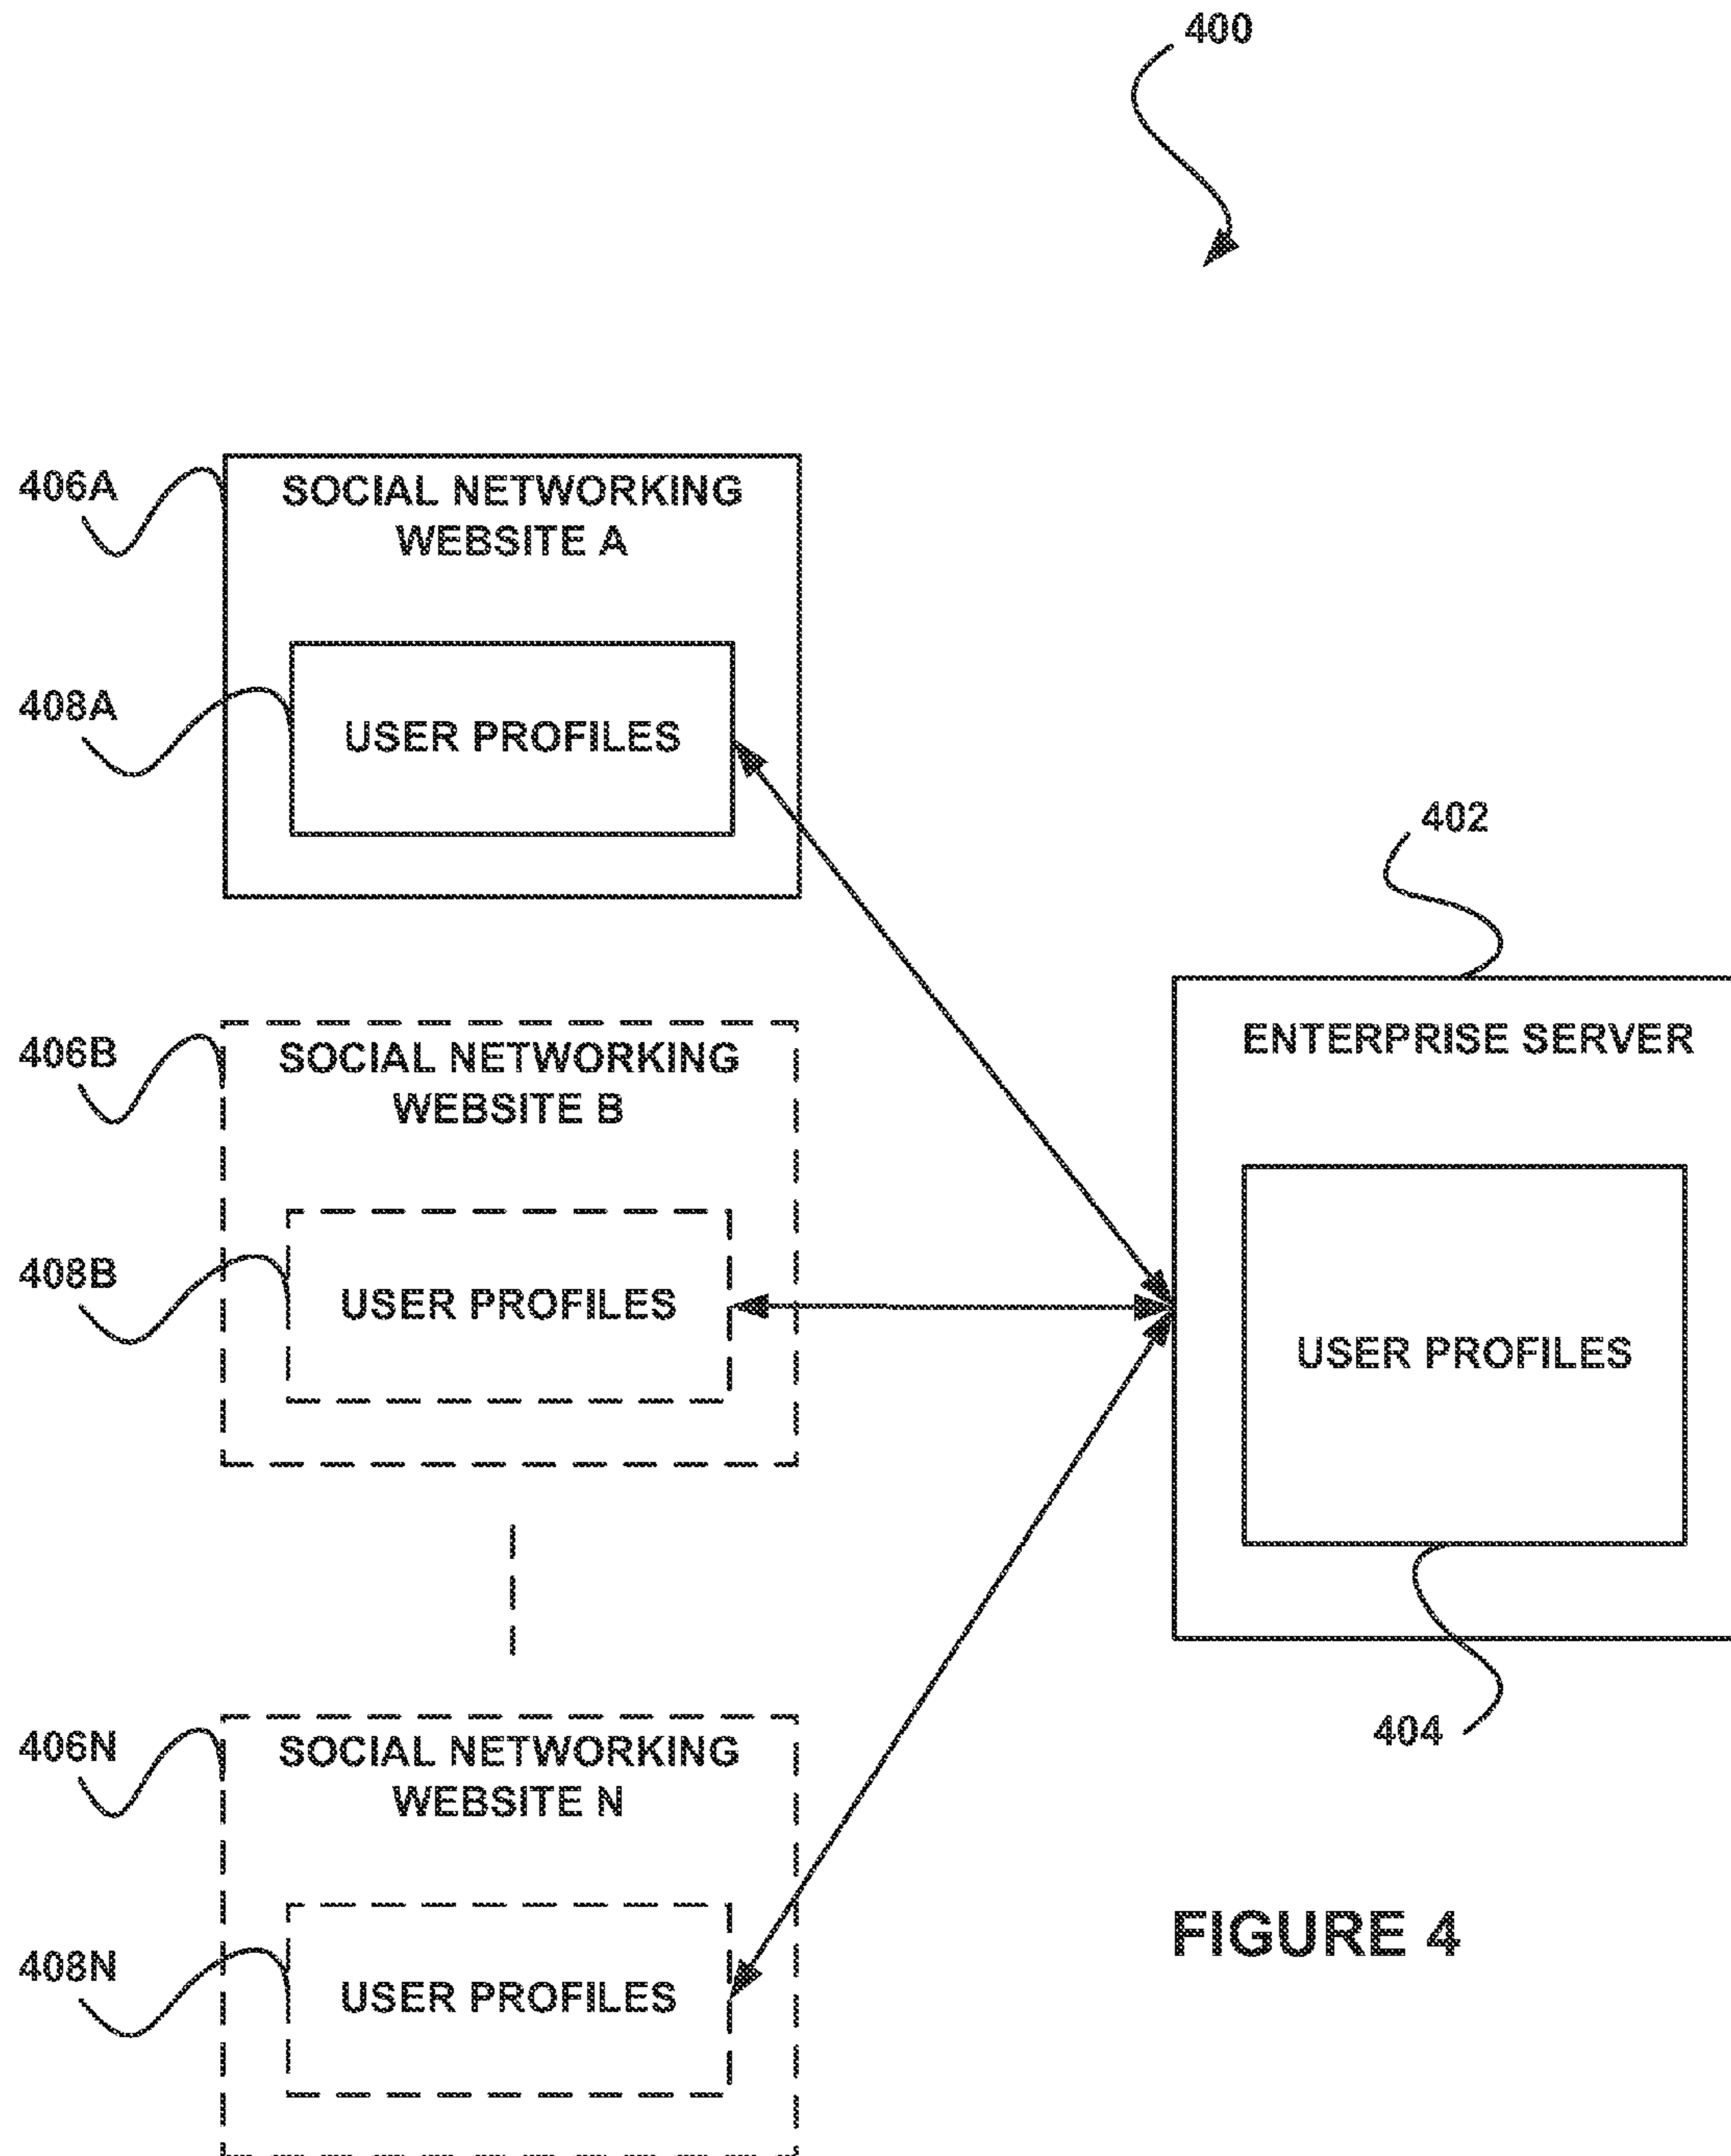 400
406A
SOCIAL NETWORKING
WEBSITE A
408A
USER PROFILES
402
406B
SOCIAL NETWORKING
WEBSITE B
ENTERPRISE SERVER
408B
USER PROFILES
USER PROFILES
406N
SOCIAL NETWORKING
WEBSITE N
404
FIGURE 4
408N
USER PROFILES